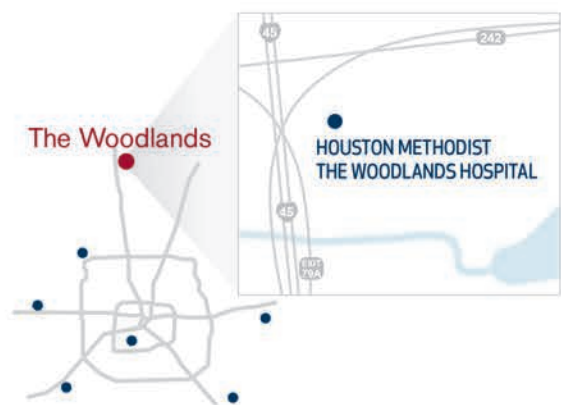 45
242
The Woodlands
HOUSTON METHODIST
THE WOODLANDS HOSPITAL
45
EXIT
79A